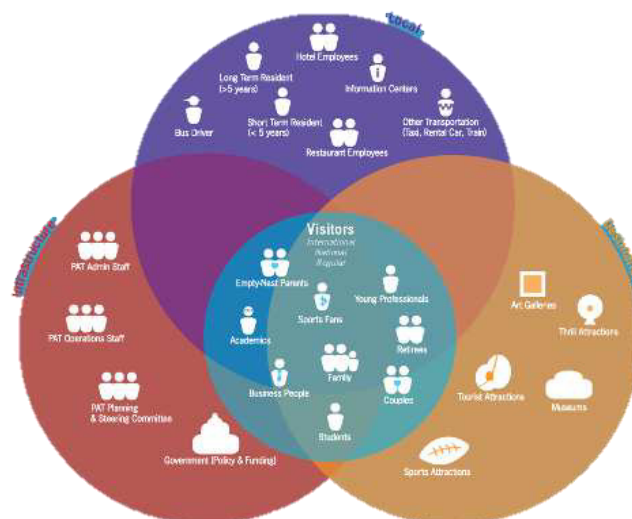 Local
Hotel Employees
Long Term Resident
(>5 years)
Information Centers
Bus Driver
Short Term Resident
(< 5 years)
Other Transportation
(Taxi, Rental Car, Train)
Restaurant Employees
Infrastructure
Visitors
International
National
Regular
PAT Admin Staff
Empty-Nest Parents
Young Professionals
Art Galleries
Sports Fans
Thrill Attractions
PAT Operations Staff
Academics
Retirees
Family
Business People
Couples
Tourist Attractions
Museums
PAT Planning
& Steering Committee
Students
Government (Policy & Funding)
Sports Attractions